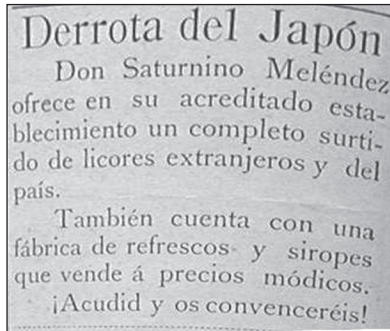 Derrota del Japón
Don Saturnino Meléndez
ofrece en su acreditado esta-
blecimiento un completo surti-
do de licores extranjeros y del
país.
También cuenta con una
fábrica de refrescos y siropes
que vende á precios módicos.
¡Acudid y os convenceréis!